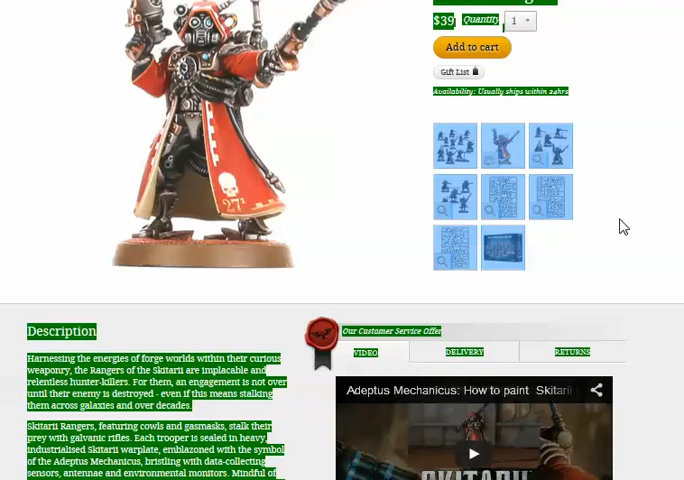 $39 Quantity 1
Add to cart
Gift List
Availability: Usually ships within 24hrs
27
Description
Our Customer Service Offer
VIDEO DELIVERY RETURNS
Harnessing the energies of forge worlds within their curious
weaponry, the Rangers of the Skitarii are implacable and
relentless hunter-killers. For them, an engagement is not over
until their enemy is destroyed - even if this means stalking
them across galaxies and over decades.
Skitarii Rangers, featuring cowls and gasmasks, stalk their
prey with galvanic rifles. Each trooper is sealed in heavy,
industrialised Skitarii warplate, emblazoned with the symbol
of the Adeptus Mechanicus, bristling with data-collecting
sensors, antennae and environmental monitors. Mindful of
Adeptus Mechanicus: How to paint Skitarii
SKITARII